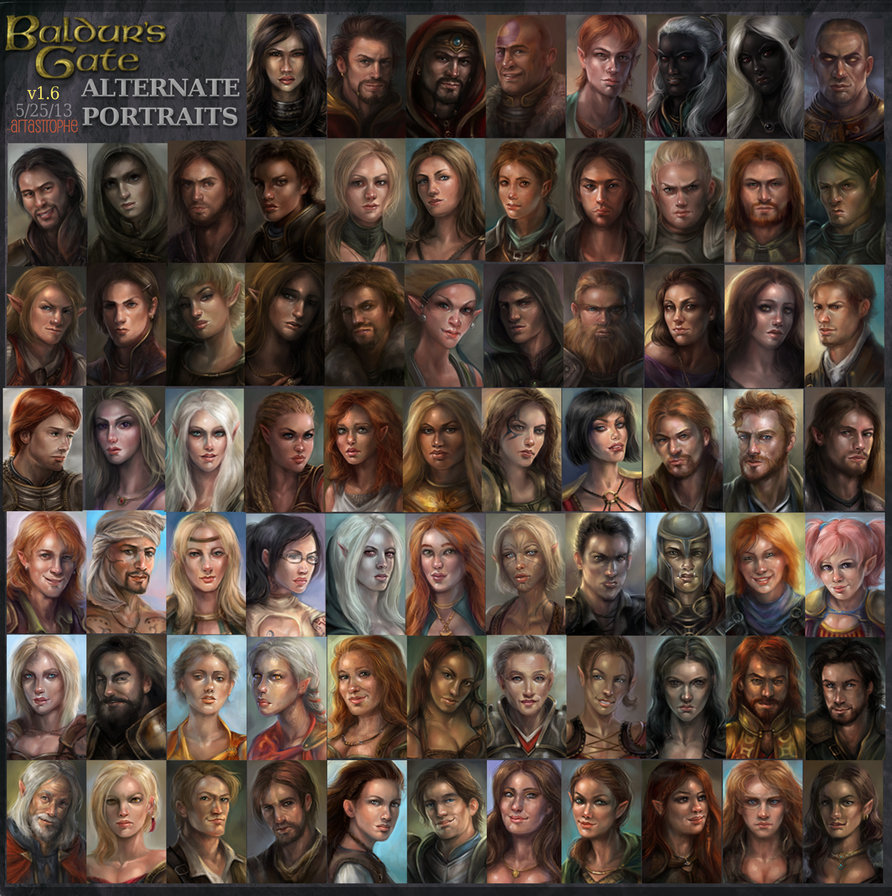 Baldur's
Gate
v1.6
5/25/13
artastrophe
ALTERNATE
PORTRAITS